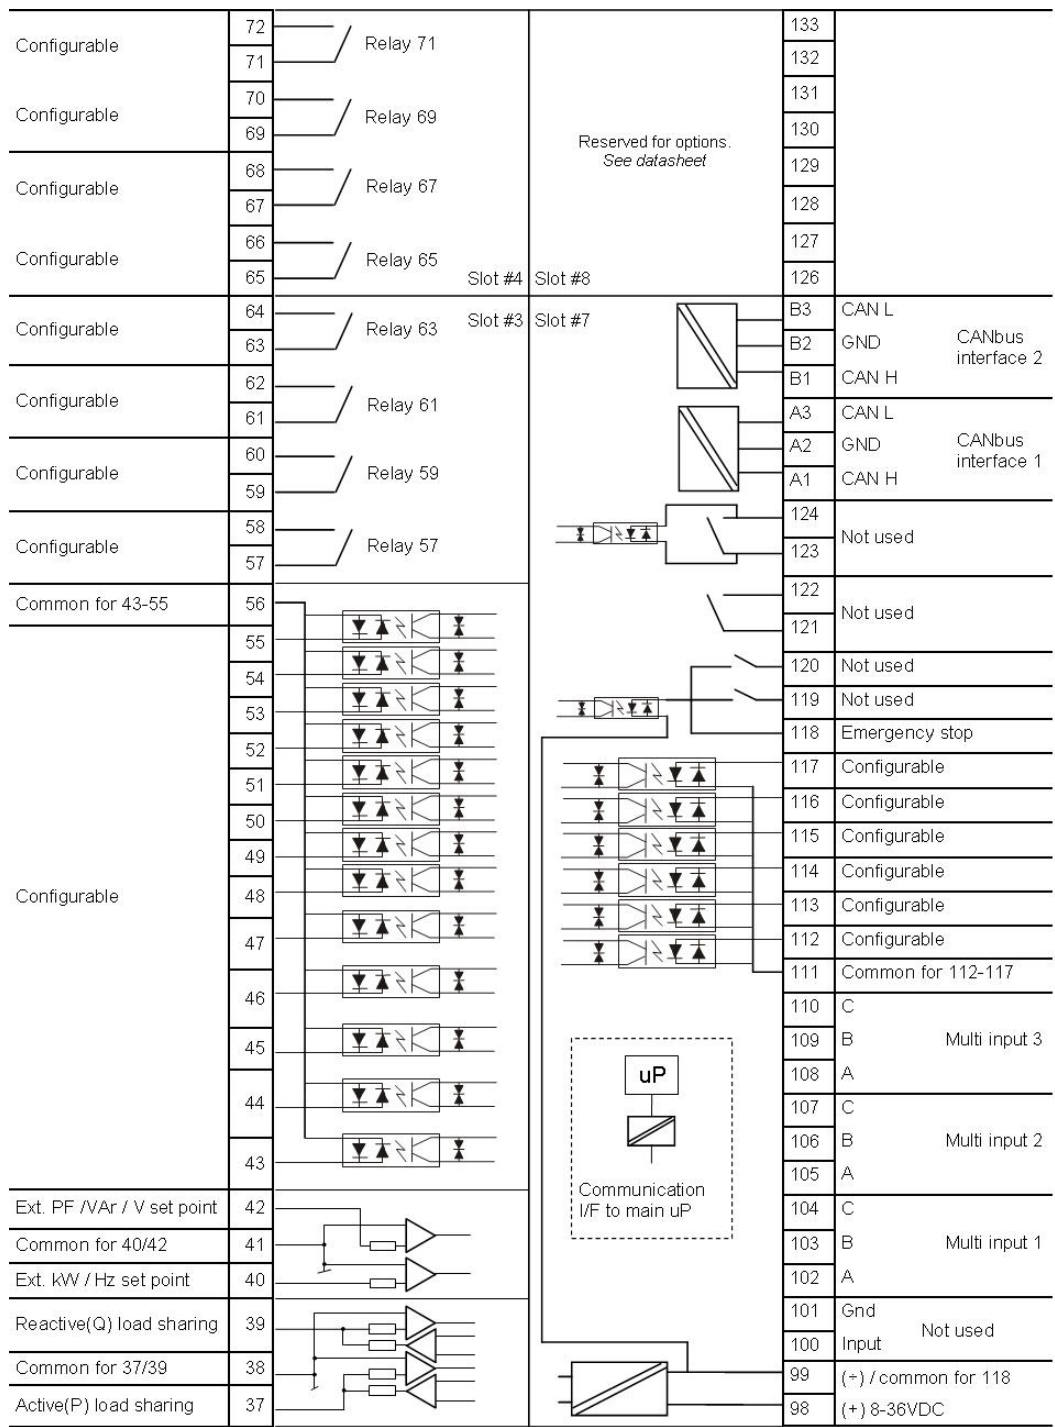 72
Configurable
Relay 71
71
70
Configurable
Relay 69
69
68
Configurable
Relay 67
67
66
Configurable
Relay 65
65
Slot #4
64
Slot #3
Configurable
Relay 63
63
62
Configurable
Relay 61
61
60
Configurable
Relay 59
59
58
Configurable
Relay 57
57
Common for 43-55
56
55
54
53
52
51
50
49
Configurable
48
47
46
45
44
43
Ext. PF /VAr / V set point
42
Common for 40/42
41
Ext. kW / Hz set point
40
Reactive(Q) load sharing
39
Common for 37/39
38
Active(P) load sharing
37
133
132
131
130
Reserved for options.
See datasheet
129
128
127
Slot #8
126
Slot #7
B3 CAN L
B2 GND
CANbus
interface 2
B1 CAN H
A3 CAN L
A2 GND
CANbus
interface 1
A1 CAN H
124
Not used
123
122
Not used
121
120 Not used
119 Not used
118 Emergency stop
117 Configurable
116 Configurable
115 Configurable
114 Configurable
113 Configurable
112 Configurable
111 Common for 112-117
110 C
109 B Multi input 3
108 A
uP
107 C
106 B Multi input 2
105 A
Communication
I/F to main uP
104 C
103 B Multi input 1
102 A
101 Gnd
Not used
100 Input
99 (÷) / common for 118
98 (+) 8-36VDC